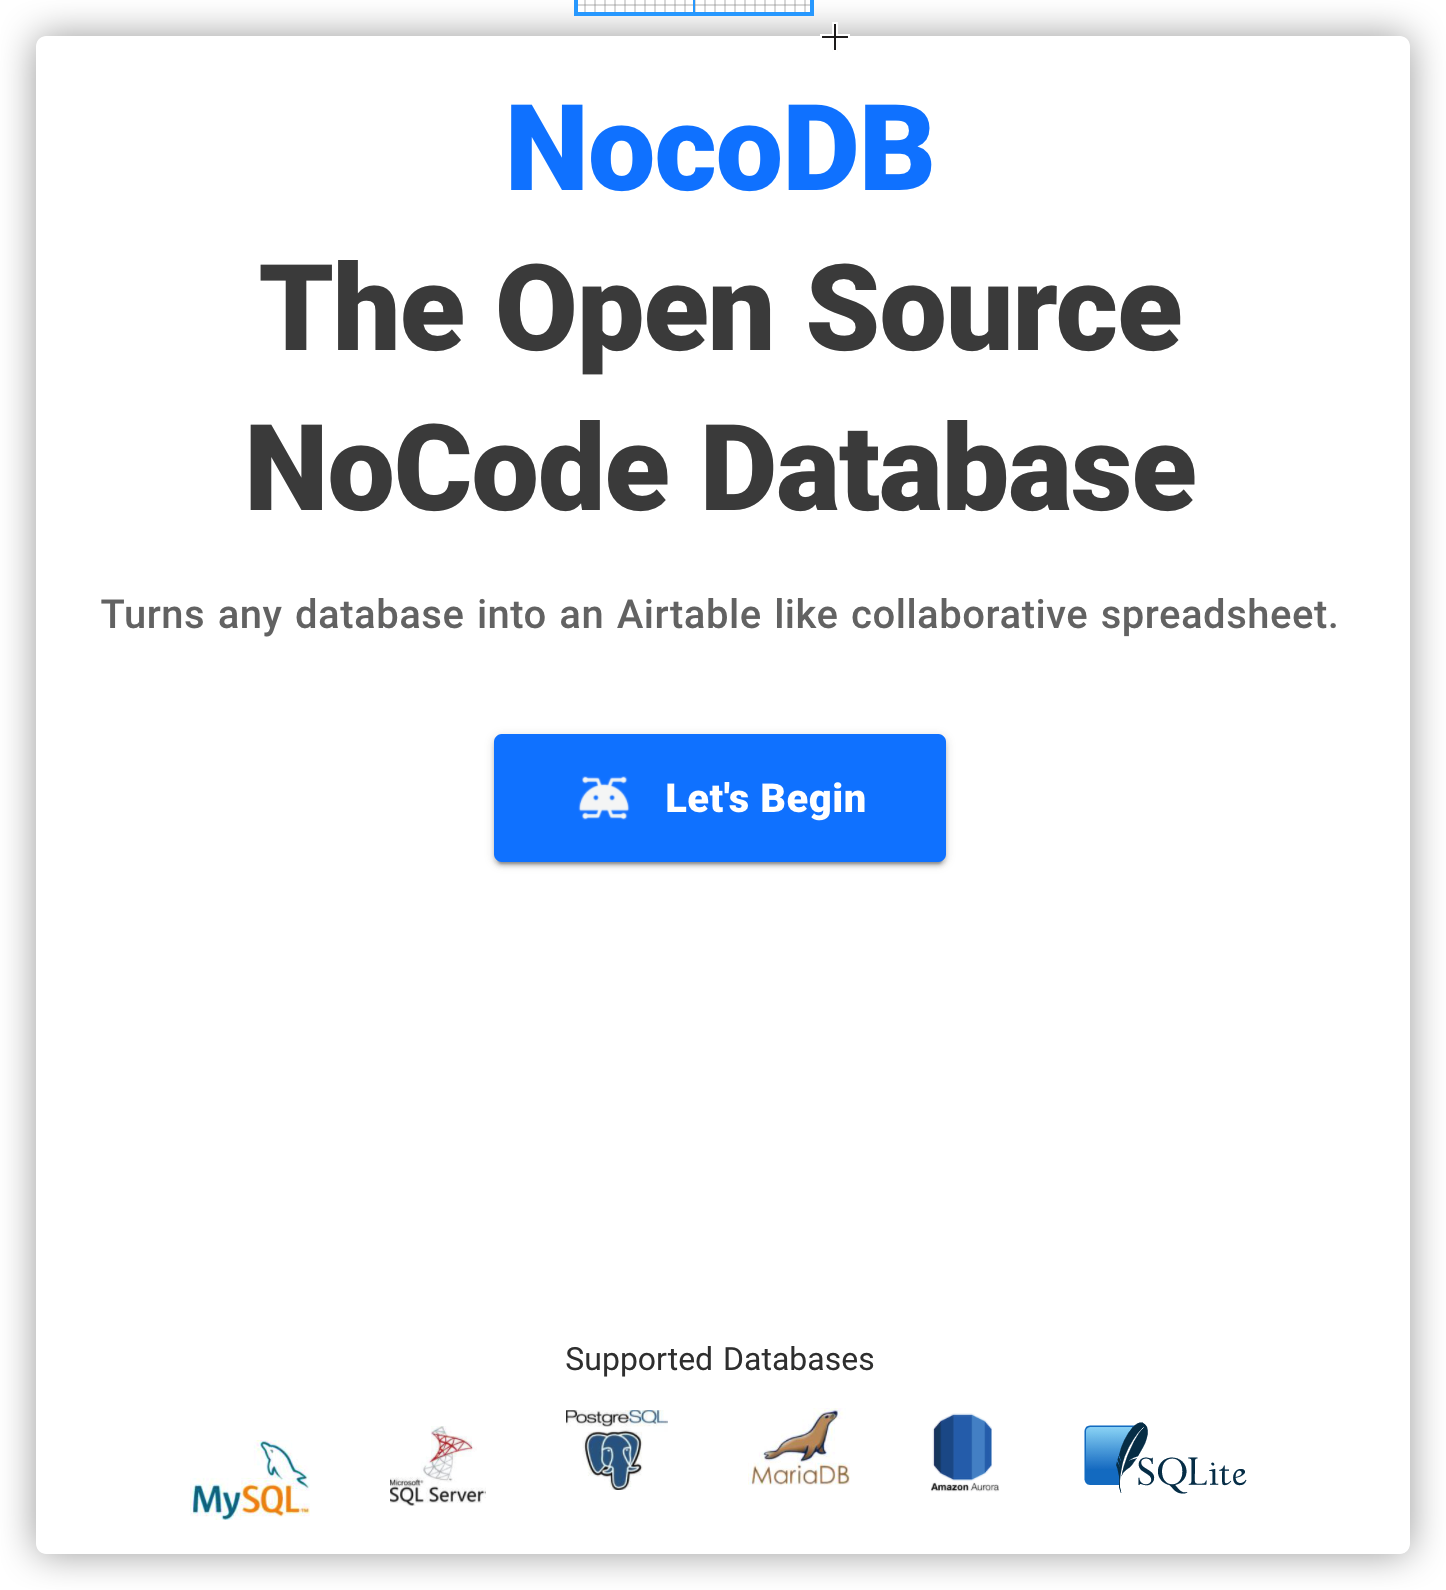 NocoDB
The Open Source
NoCode Database
Turns any database into an Airtable like collaborative spreadsheet.
Let's Begin
Supported Databases
MySQL™
Microsoft®
SQL Server
PostgreSQL
MariaDB
Amazon Aurora
SQLite